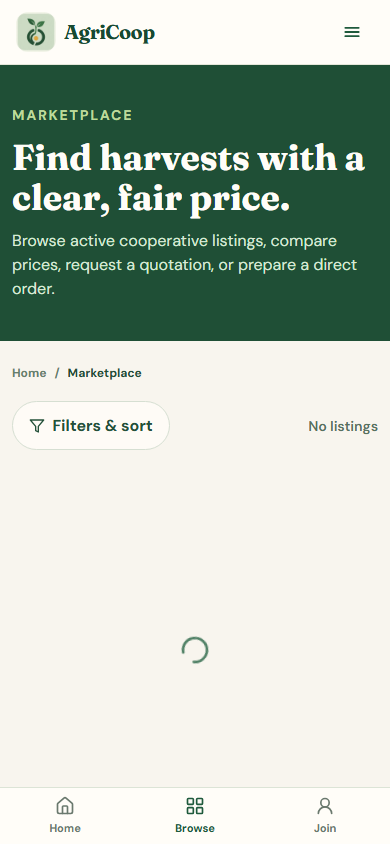 AgriCoop
MARKETPLACE
Find harvests with a
clear, fair price.
Browse active cooperative listings, compare
prices, request a quotation, or prepare a direct
order.
Home / Marketplace
Filters & sort
No listings
Home
Browse
Join